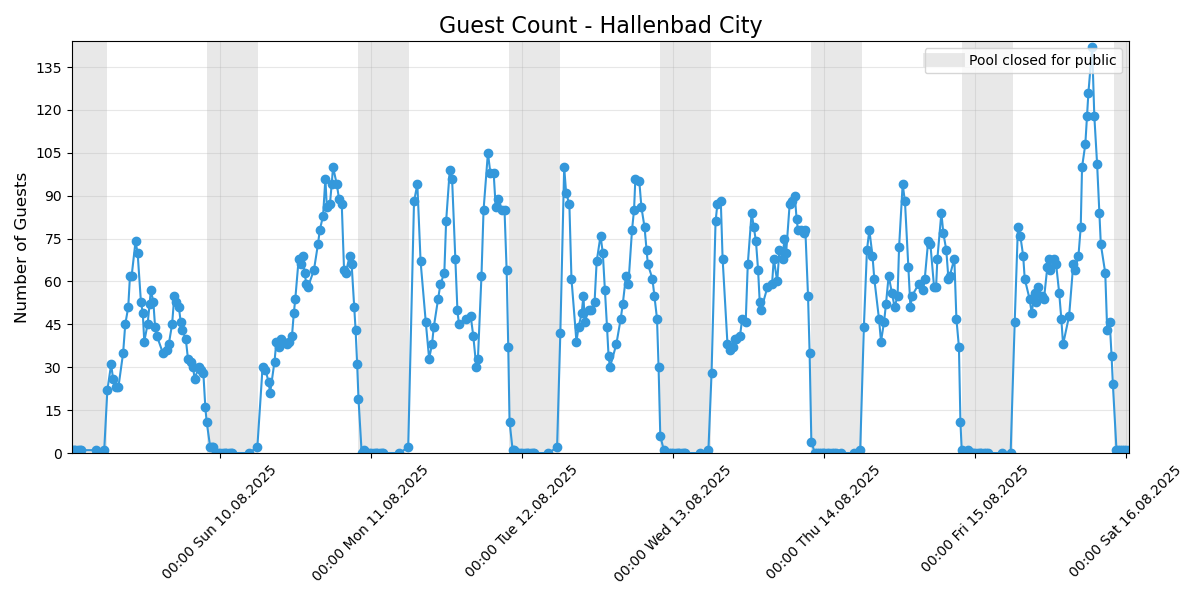 Guest Count - Hallenbad City
Pool closed for public
Number of Guests
135
120
105
90
75
60
45
30
15
0
00:00 Sun 10.08.2025
00:00 Mon 11.08.2025
00:00 Tue 12.08.2025
00:00 Wed 13.08.2025
00:00 Thu 14.08.2025
00:00 Fri 15.08.2025
00:00 Sat 16.08.2025